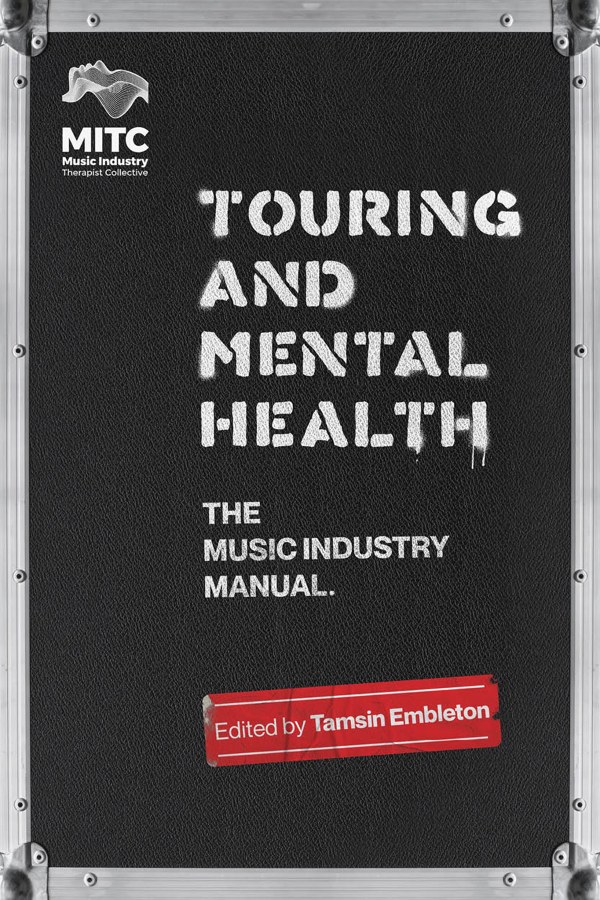 MITC
Music Industry
Therapist Collective
TOURING
AND
MENTAL
HEALTH
THE
MUSIC INDUSTRY
MANUAL.
Edited by Tamsin Embleton